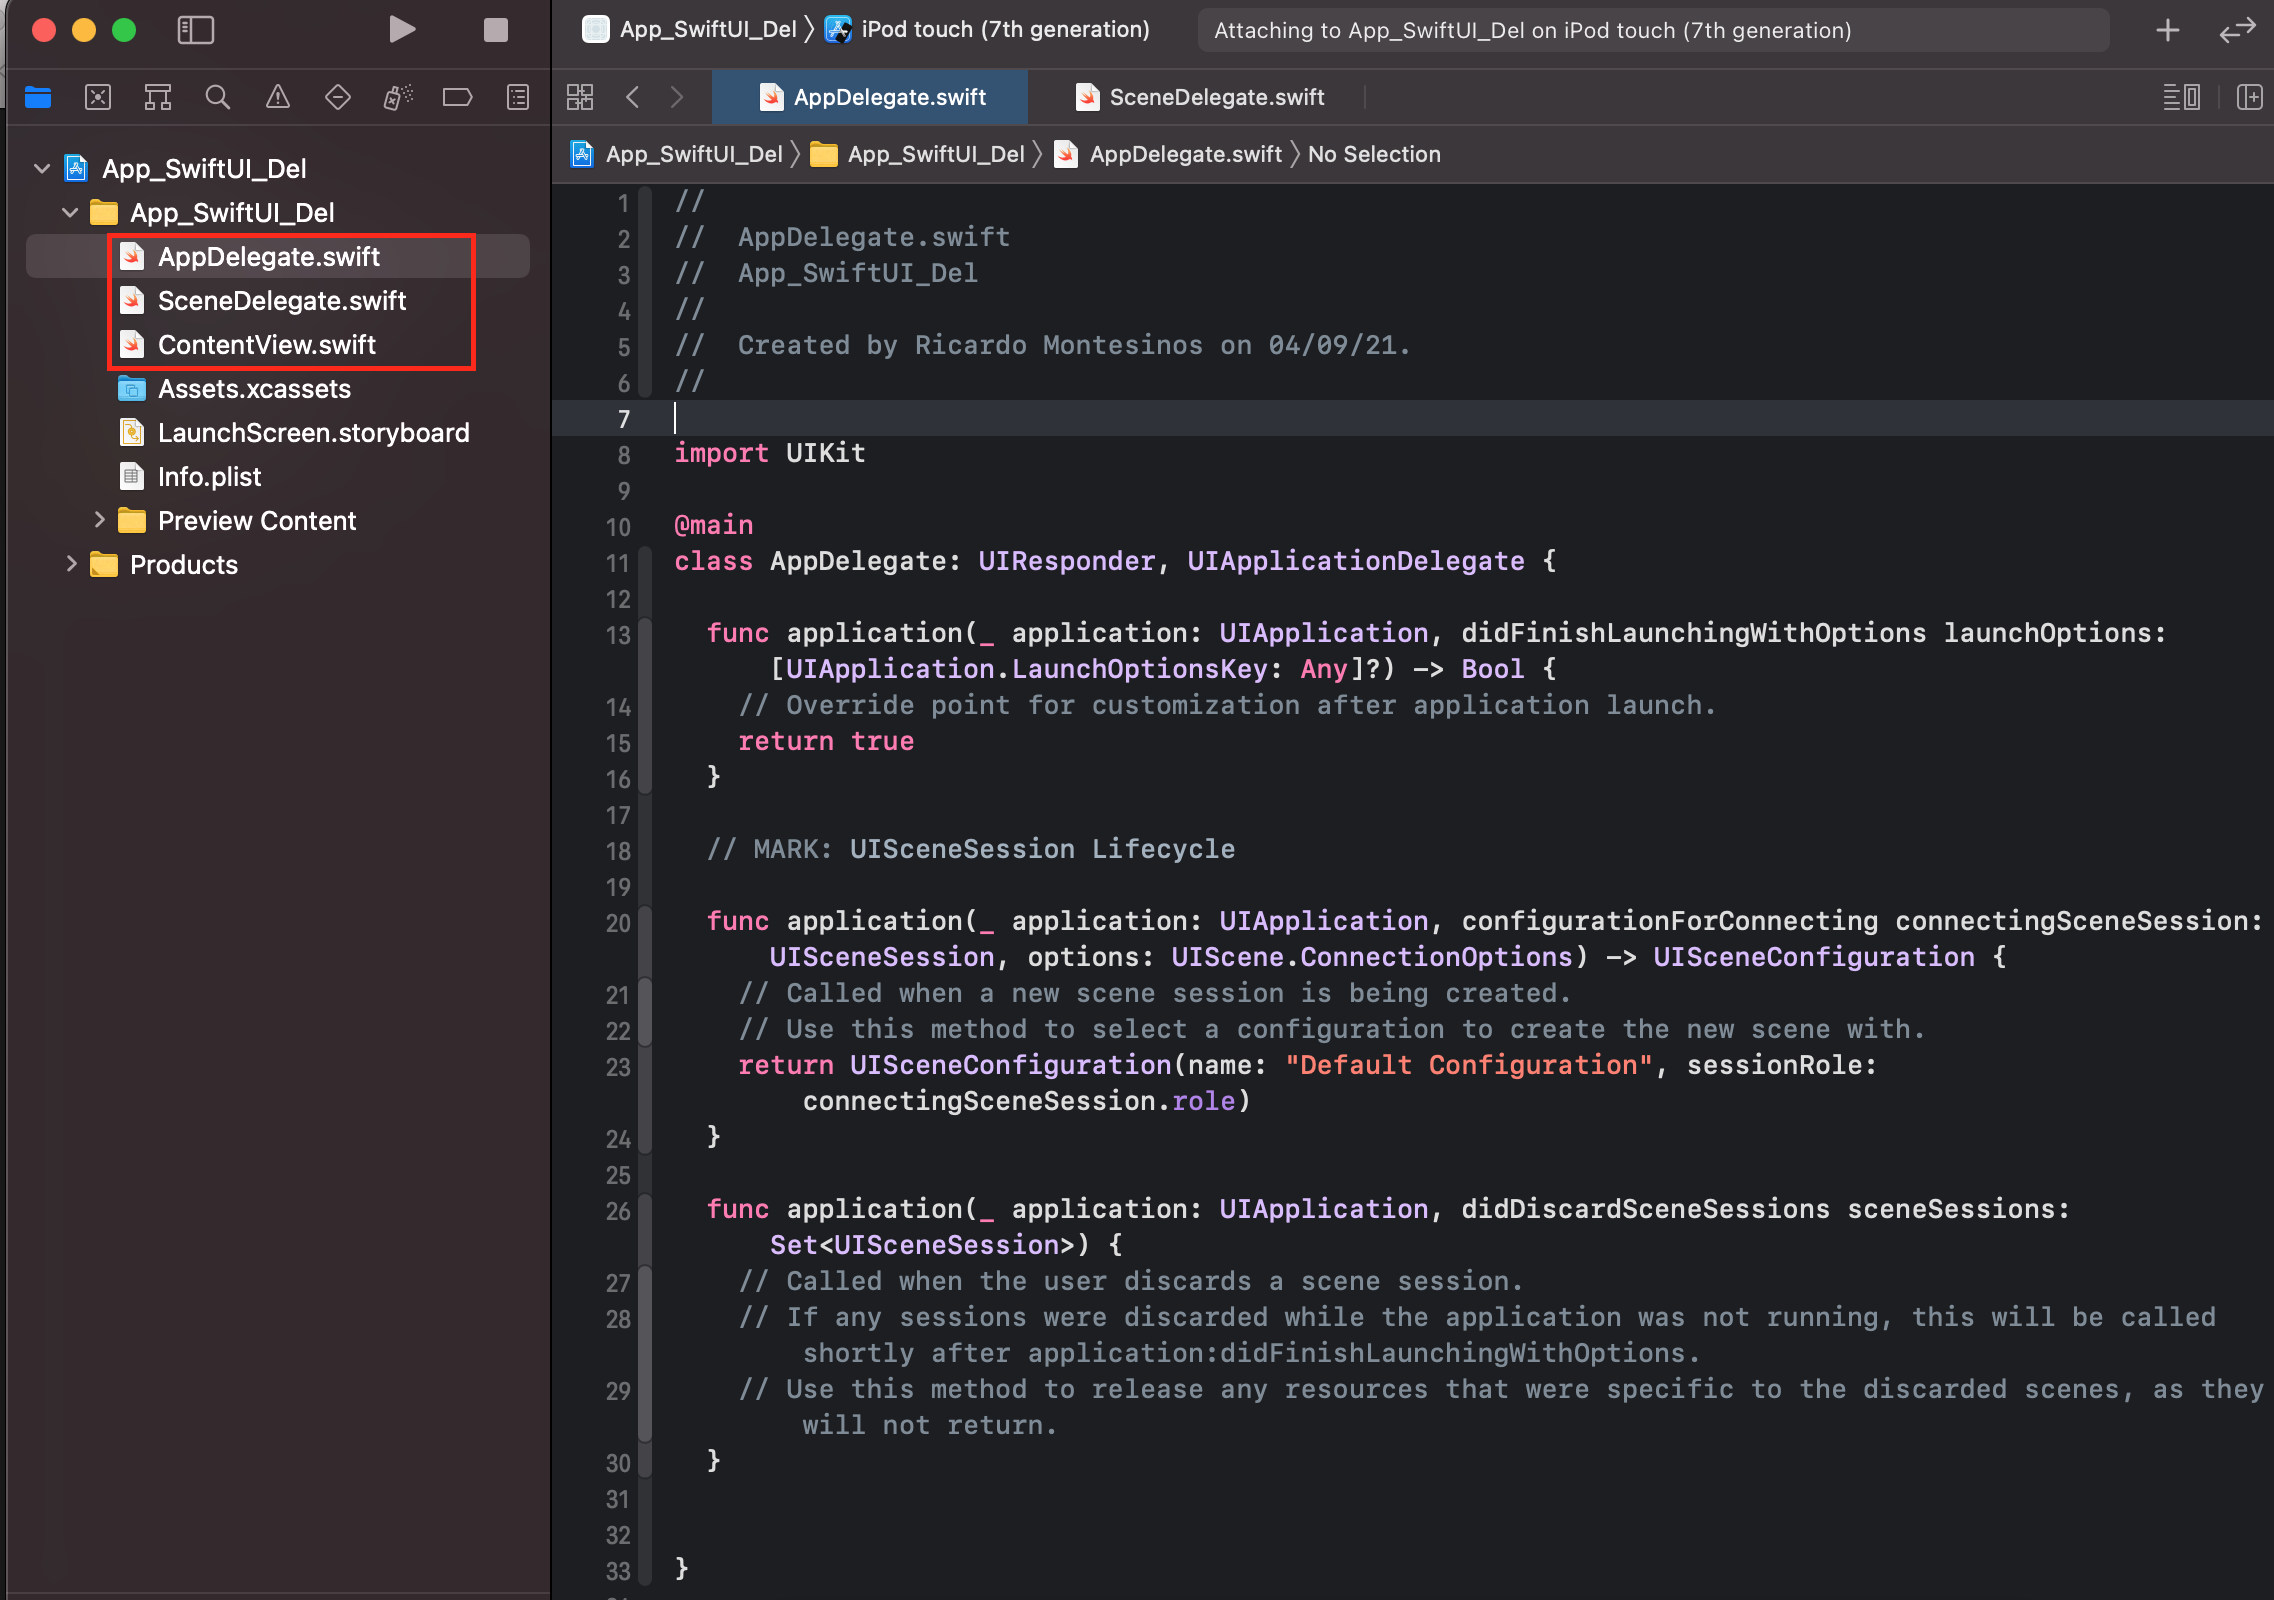 App_SwiftUI_Del
iPod touch (7th generation)
Attaching to App_SwiftUI_Del on iPod touch (7th generation)
AppDelegate.swift
SceneDelegate.swift
App_SwiftUI_Del
App_SwiftUI_Del
AppDelegate.swift
No Selection
App_SwiftUI_Del
App_SwiftUI_Del
AppDelegate.swift
SceneDelegate.swift
ContentView.swift
Assets.xcassets
LaunchScreen.storyboard
Info.plist
Preview Content
Products
1 //
2 //  AppDelegate.swift
3 //  App_SwiftUI_Del
4 //
5 //  Created by Ricardo Montesinos on 04/09/21.
6 //
7
8 import UIKit
9
10 @main
11 class AppDelegate: UIResponder, UIApplicationDelegate {
12
13 func application(_ application: UIApplication, didFinishLaunchingWithOptions launchOptions:
[UIApplication.LaunchOptionsKey: Any]?) -> Bool {
14 // Override point for customization after application launch.
15 return true
16 }
17
18 // MARK: UISceneSession Lifecycle
19
20 func application(_ application: UIApplication, configurationForConnecting connectingSceneSession:
UISceneSession, options: UIScene.ConnectionOptions) -> UISceneConfiguration {
21 // Called when a new scene session is being created.
22 // Use this method to select a configuration to create the new scene with.
23 return UISceneConfiguration(name: "Default Configuration", sessionRole:
connectingSceneSession.role)
24 }
25
26 func application(_ application: UIApplication, didDiscardSceneSessions sceneSessions:
Set<UISceneSession>) {
27 // Called when the user discards a scene session.
28 // If any sessions were discarded while the application was not running, this will be called
shortly after application:didFinishLaunchingWithOptions.
29 // Use this method to release any resources that were specific to the discarded scenes, as they
will not return.
30 }
31
32
33 }